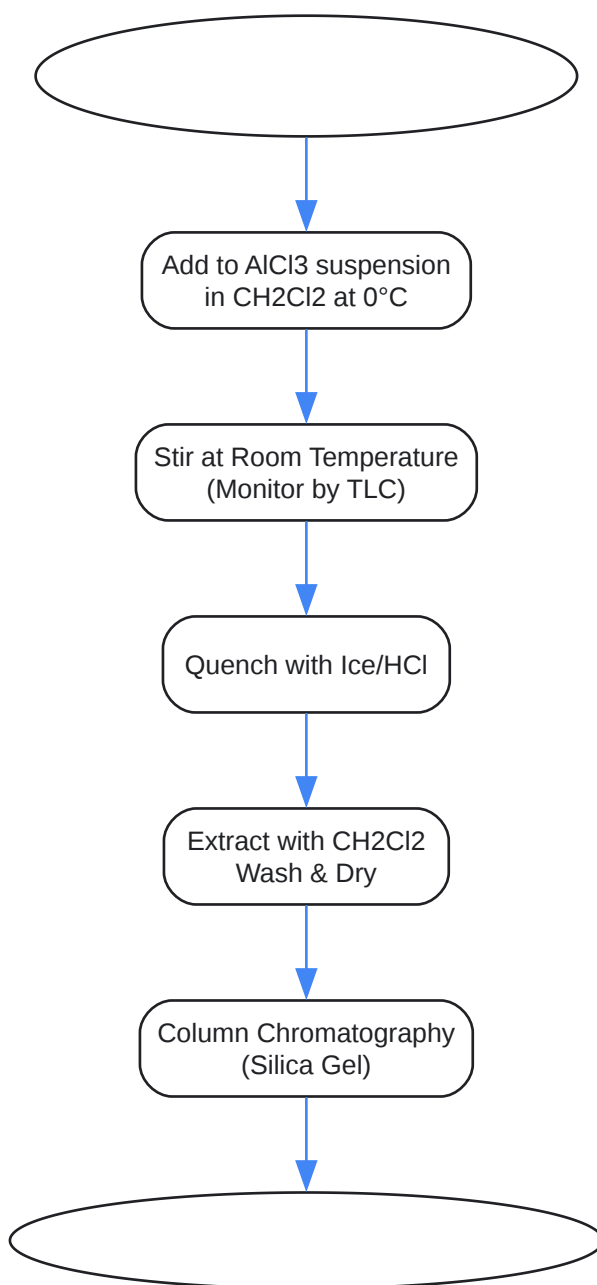 Add to AlCl3 suspension
in CH2Cl2 at 0°C
Stir at Room Temperature
(Monitor by TLC)
Quench with Ice/HCl
Extract with CH2Cl2
Wash & Dry
Column Chromatography
(Silica Gel)